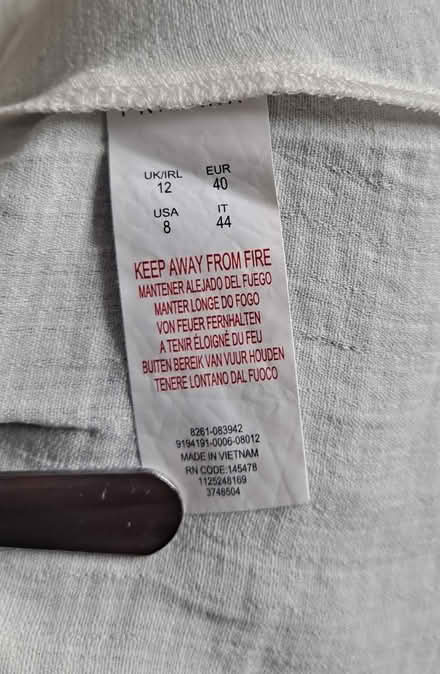 UK/IRL EUR
12 40
USA IT
8 44
KEEP AWAY FROM FIRE
MANTENER ALEJADO DEL FUEGO
MANTER LONGE DO FOGO
VON FEUER FERNHALTEN
A TENIR ÉLOIGNÉ DU FEU
BUITEN BEREIK VAN VUUR HOUDEN
TENERE LONTANO DAL FUOCO
8261-083942
9194191-0006-08012
MADE IN VIETNAM
RN CODE:145478
1125248169
3746504